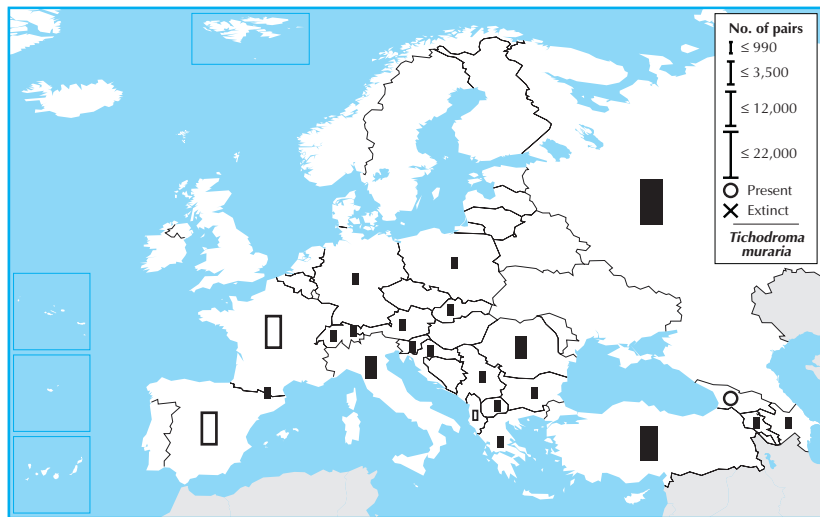 No. of pairs
≤ 990
≤ 3,500
≤ 12,000
≤ 22,000
Present
Extinct
Tichodroma
muraria